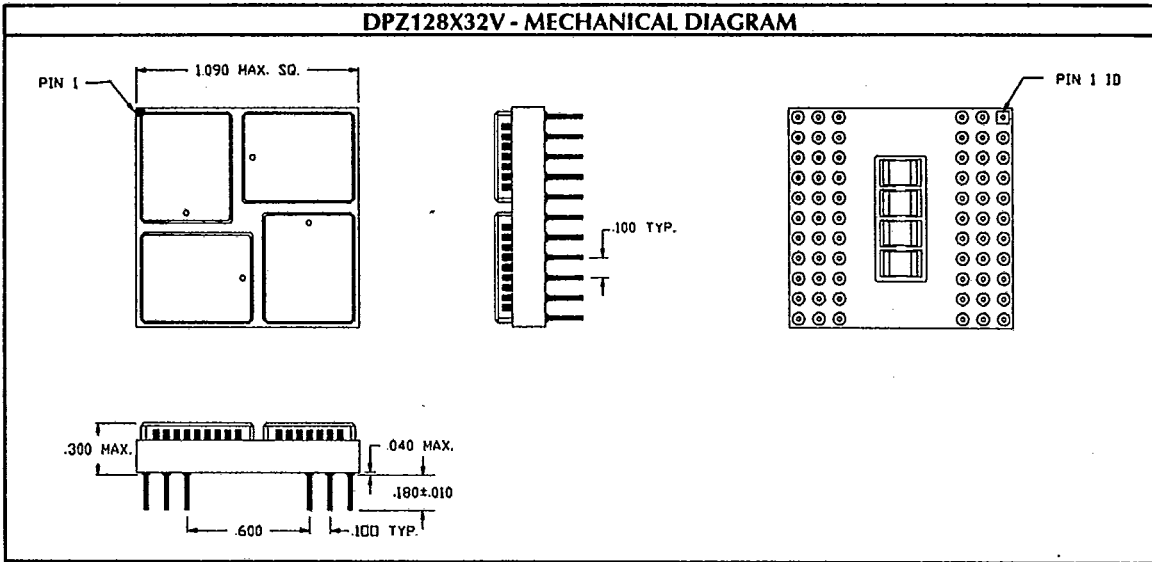 DPZ128X32V - MECHANICAL DIAGRAM
1.090 MAX. SQ.
PIN 1
PIN 1 ID
.100 TYP.
.300 MAX.
.040 MAX.
.180±.010
.600
.100 TYP.